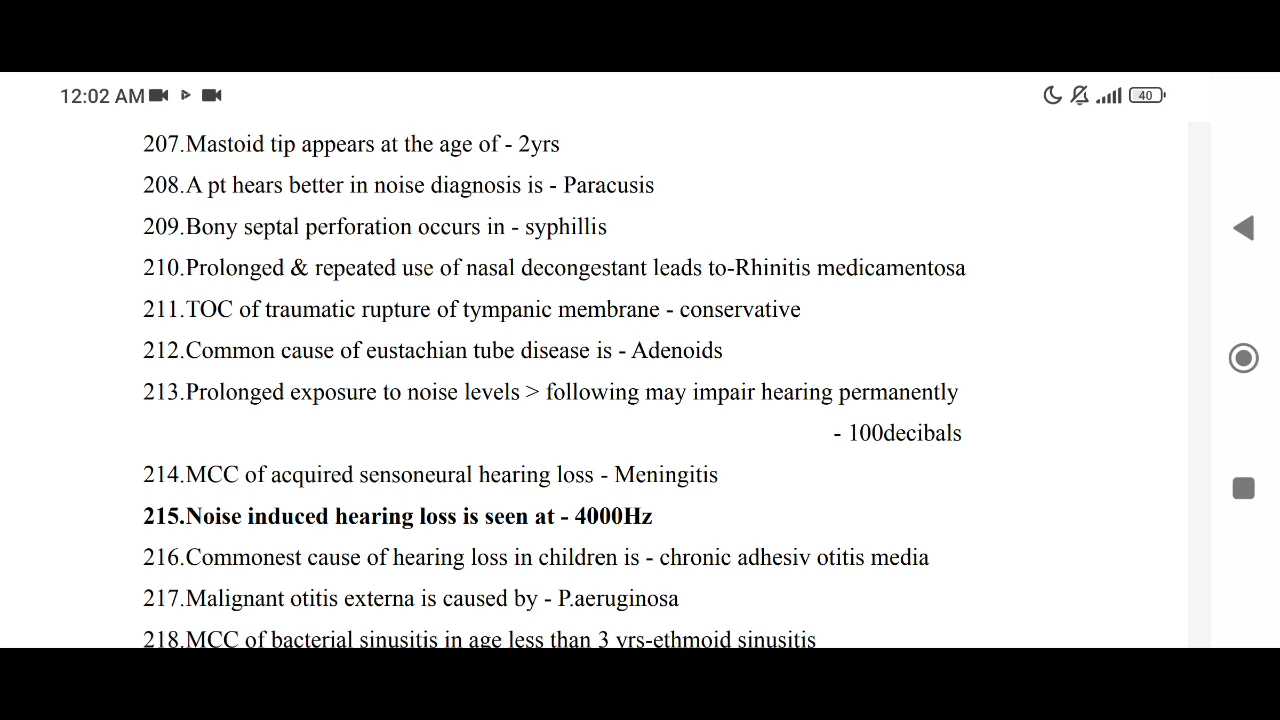 12:02 AM
40
207.Mastoid tip appears at the age of - 2yrs
208.A pt hears better in noise diagnosis is - Paracusis
209.Bony septal perforation occurs in - syphillis
210.Prolonged & repeated use of nasal decongestant leads to-Rhinitis medicamentosa
211.TOC of traumatic rupture of tympanic membrane - conservative
212.Common cause of eustachian tube disease is - Adenoids
213.Prolonged exposure to noise levels > following may impair hearing permanently
- 100decibals
214.MCC of acquired sensoneural hearing loss - Meningitis
215.Noise induced hearing loss is seen at - 4000Hz
216.Commonest cause of hearing loss in children is - chronic adhesiv otitis media
217.Malignant otitis externa is caused by - P.aeruginosa
218.MCC of bacterial sinusitis in age less than 3 yrs-ethmoid sinusitis